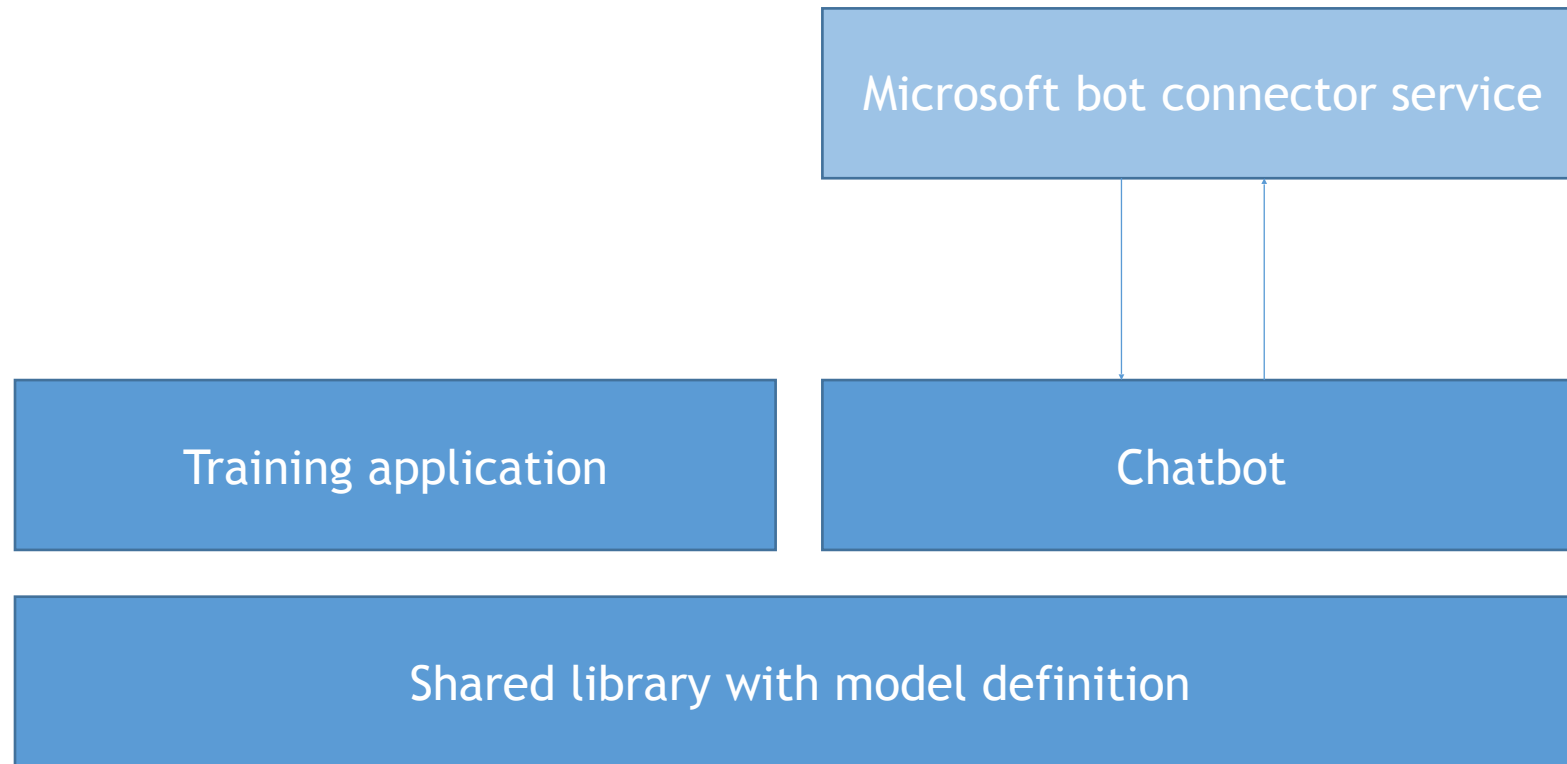 Microsoft bot connector service
Training application
Chatbot
Shared library with model definition